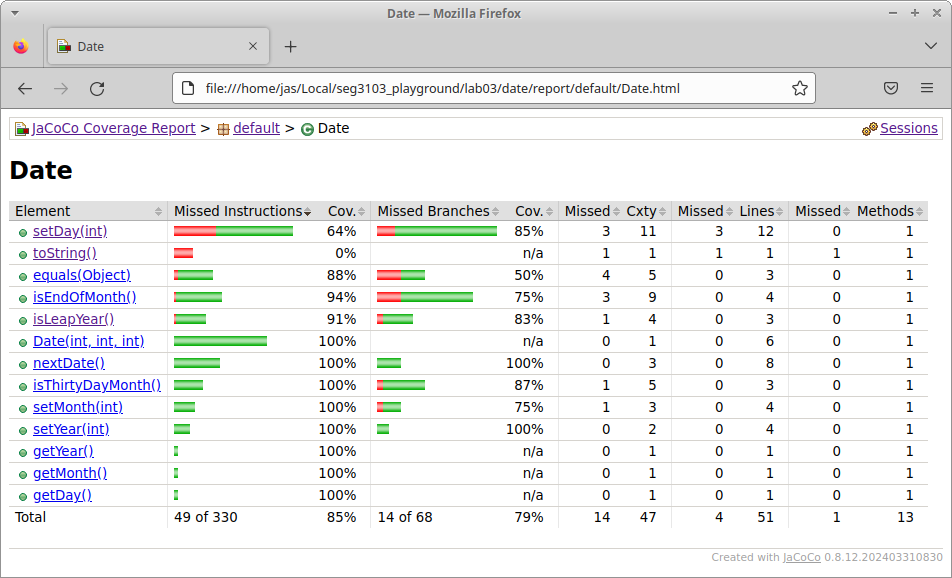 Date — Mozilla Firefox
Date
file:///home/jas/Local/seg3103_playground/lab03/date/report/default/Date.html
JaCoCo Coverage Report > default > Date Sessions
Date
Element Missed Instructions Cov. Missed Branches Cov. Missed Cxty Missed Lines Missed Methods
setDay(int) 64% 85% 3 11 3 12 0 1
toString() 0% n/a 1 1 1 1 1 1
equals(Object) 88% 50% 4 5 0 3 0 1
isEndOfMonth() 94% 75% 3 9 0 4 0 1
isLeapYear() 91% 83% 1 4 0 3 0 1
Date(int, int, int) 100% n/a 0 1 0 6 0 1
nextDate() 100% 100% 0 3 0 8 0 1
isThirtyDayMonth() 100% 87% 1 5 0 3 0 1
setMonth(int) 100% 75% 1 3 0 4 0 1
setYear(int) 100% 100% 0 2 0 4 0 1
getYear() 100% n/a 0 1 0 1 0 1
getMonth() 100% n/a 0 1 0 1 0 1
getDay() 100% n/a 0 1 0 1 0 1
Total 49 of 330 85% 14 of 68 79% 14 47 4 51 1 13
Created with JaCoCo 0.8.12.202403310830